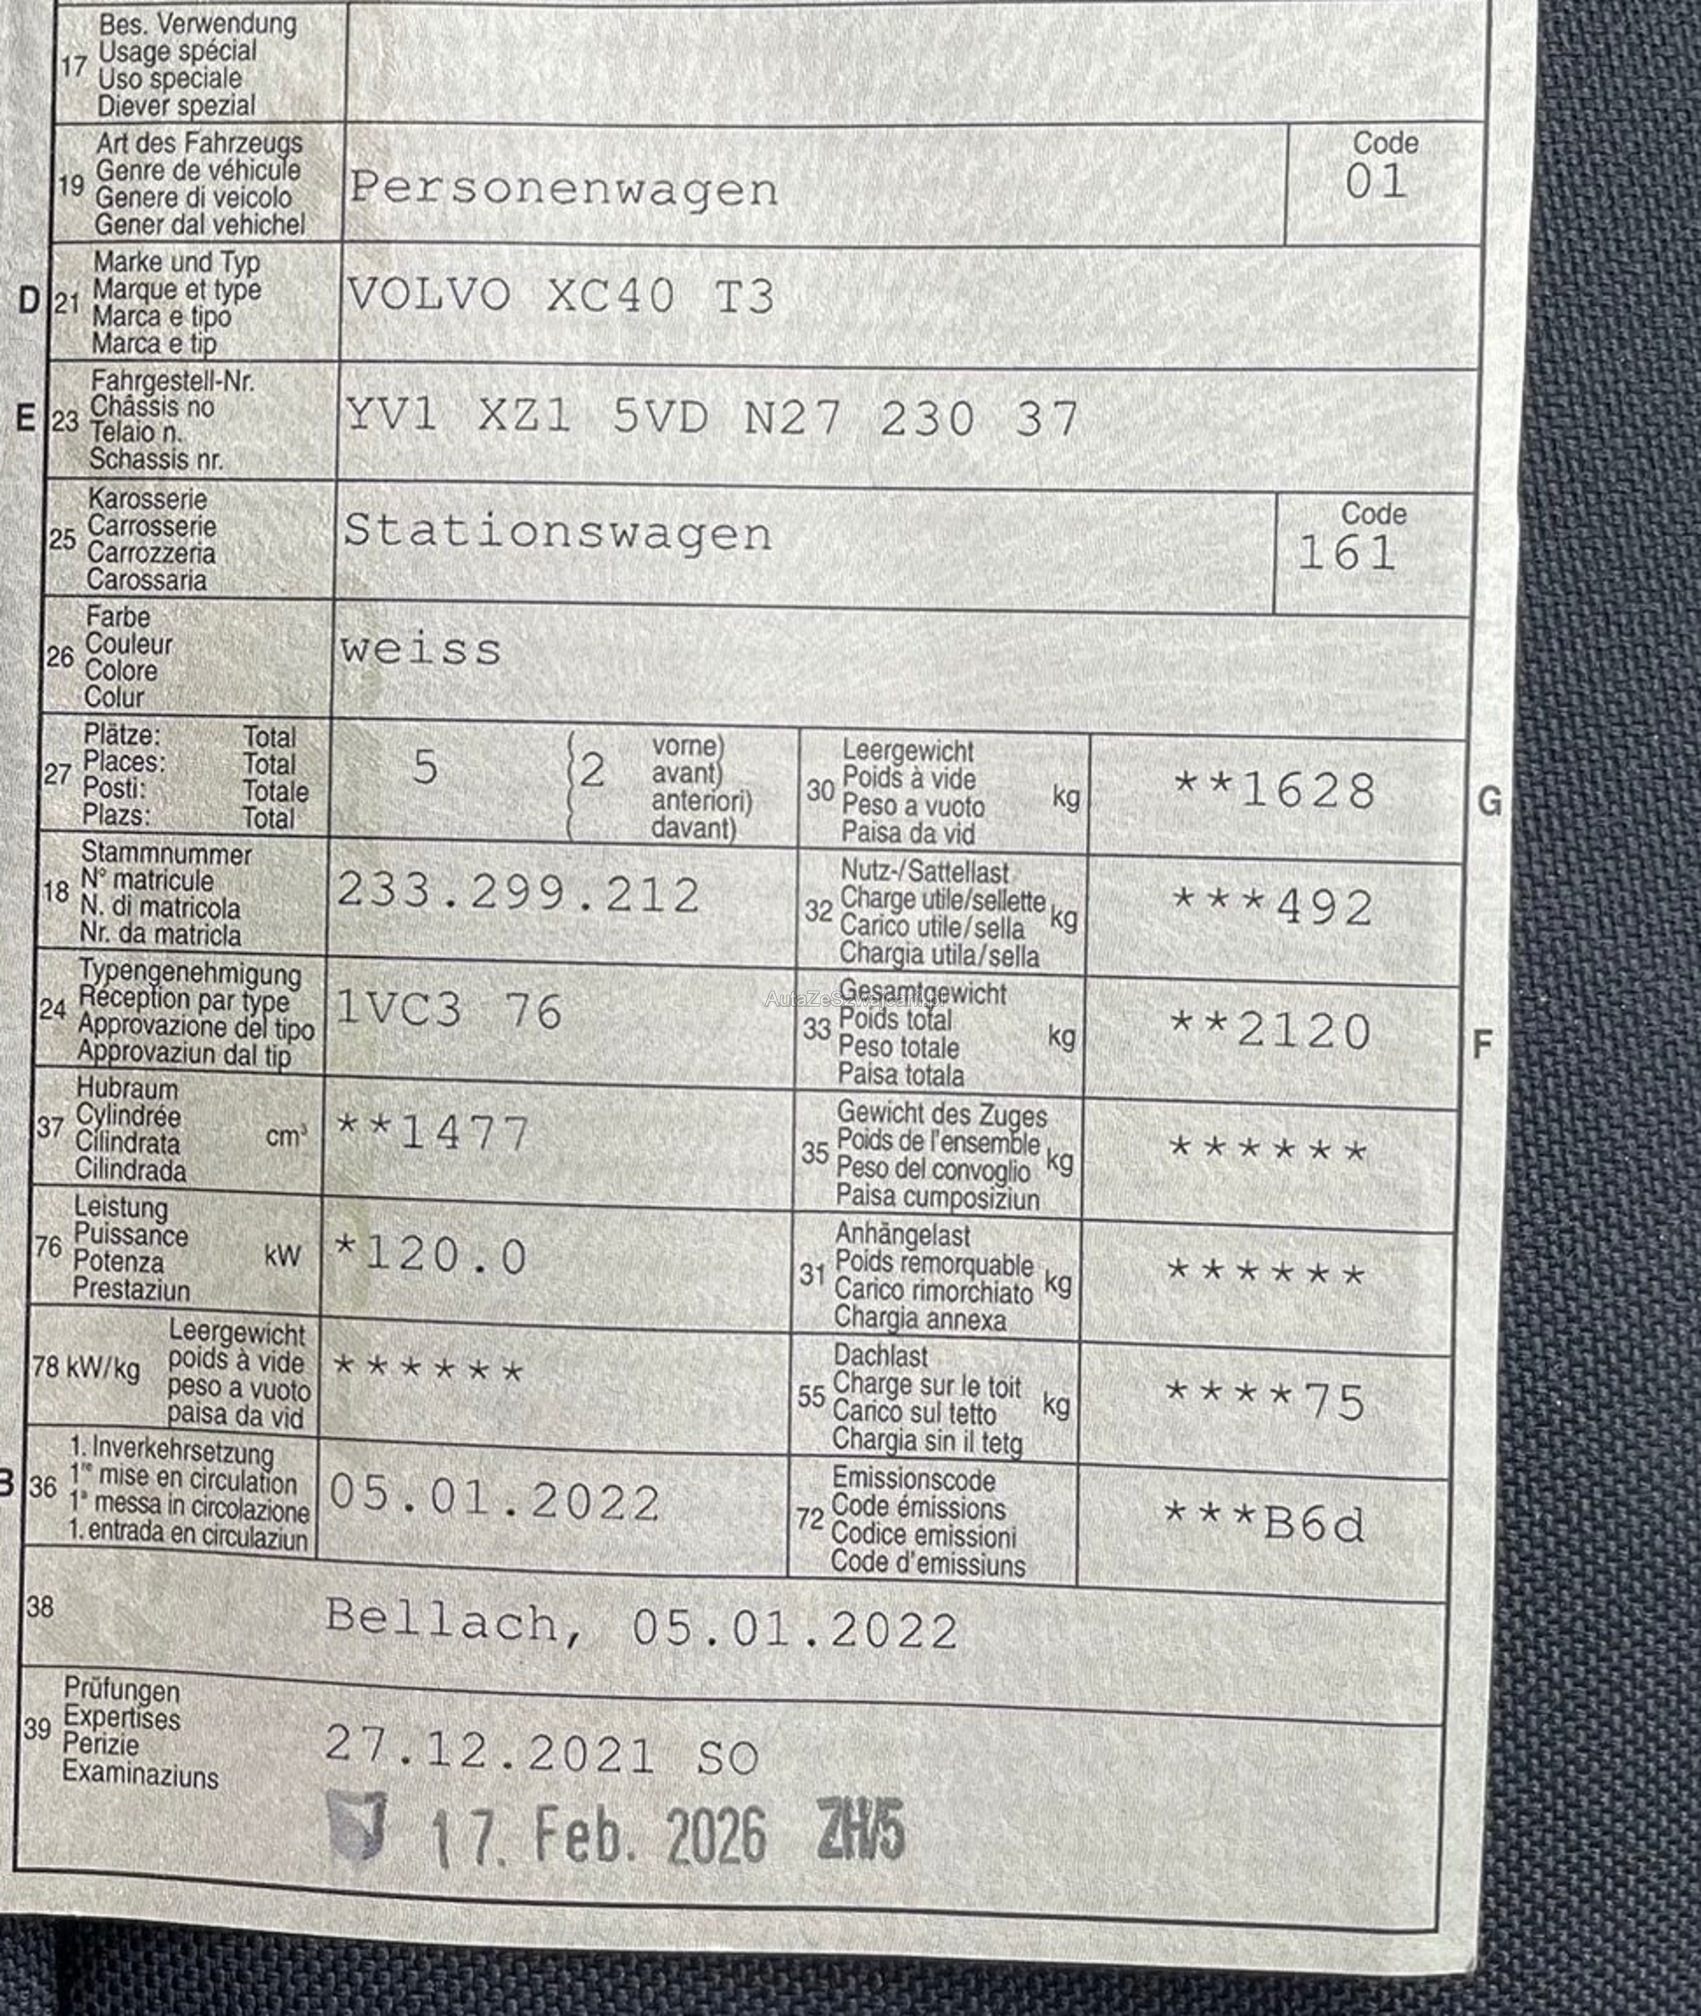 17 Bes. Verwendung
Usage spécial
Uso speciale
Diever spezial
19 Art des Fahrzeugs
Genre de véhicule
Genere di veicolo
Gener dal vehichel
Personenwagen
Code
01
D 21 Marke und Typ
Marque et type
Marca e tipo
Marca e tip
VOLVO XC40 T3
E 23 Fahrgestell-Nr.
Châssis no
Telaio n.
Schassis nr.
YV1 XZ1 5VD N27 230 37
25 Karosserie
Carrosserie
Carrozzeria
Carossaria
Stationswagen
Code
161
26 Farbe
Couleur
Colore
Colur
weiss
27 Plätze: Total
Places: Total
Posti: Totale
Plazs: Total
5 (2 vorne)
avant)
( anteriori)
( davant)
30 Leergewicht
Poids à vide
Peso a vuoto
Paisa da vid
kg
**1628
G
18 Stammnummer
N° matricule
N. di matricola
Nr. da matricla
233.299.212
32 Nutz-/Sattellast
Charge utile/sellette
Carico utile/sella
Chargia utila/sella
kg
***492
24 Typengenehmigung
Réception par type
Approvazione del tipo
Approvaziun dal tip
1VC3 76
AutaZeSzwajcarii.pl
33 Gesamtgewicht
Poids total
Peso totale
Paisa totala
kg
**2120
F
37 Hubraum
Cylindrée
Cilindrata
Cilindrada
cm³
**1477
35 Gewicht des Zuges
Poids de l'ensemble
Peso del convoglio
Paisa cumposiziun
kg
******
76 Leistung
Puissance
Potenza
Prestaziun
kW
*120.0
31 Anhängelast
Poids remorquable
Carico rimorchiato
Chargia annexa
kg
******
78 kW/kg Leergewicht
poids à vide
peso a vuoto
paisa da vid
******
55 Dachlast
Charge sur le toit
Carico sul tetto
Chargia sin il tetg
kg
****75
B 36 1. Inverkehrsetzung
1re mise en circulation
1a messa in circolazione
1. entrada en circulaziun
05.01.2022
72 Emissionscode
Code émissions
Codice emissioni
Code d'emissiuns
***B6d
38 Bellach, 05.01.2022
39 Prüfungen
Expertises
Perizie
Examinaziuns
27.12.2021 SO
17. Feb. 2026 ZH/5